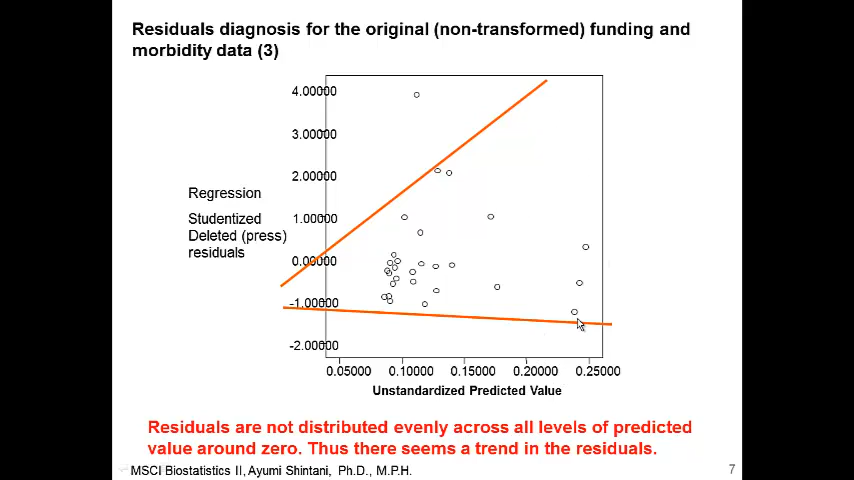 Residuals diagnosis for the original (non-transformed) funding and
morbidity data (3)
4.00000
3.00000
2.00000
1.00000
0.00000
-1.00000
-2.00000
Regression
Studentized
Deleted (press)
residuals
0.05000 0.10000 0.15000 0.20000 0.25000
Unstandardized Predicted Value
Residuals are not distributed evenly across all levels of predicted
value around zero. Thus there seems a trend in the residuals.
MSCI Biostatistics II, Ayumi Shintani, Ph.D., M.P.H.
7